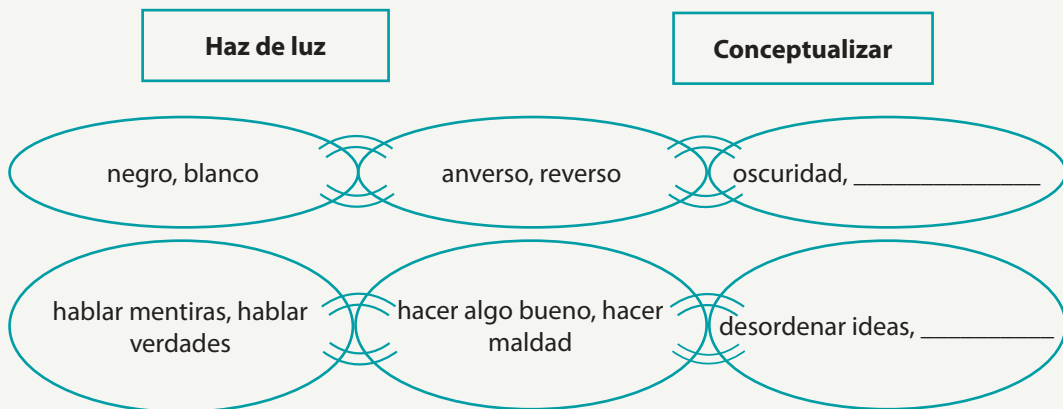 Haz de luz
Conceptualizar
negro, blanco
anverso, reverso
oscuridad, _______________
hablar mentiras, hablar
verdades
hacer algo bueno, hacer
maldad
desordenar ideas, __________